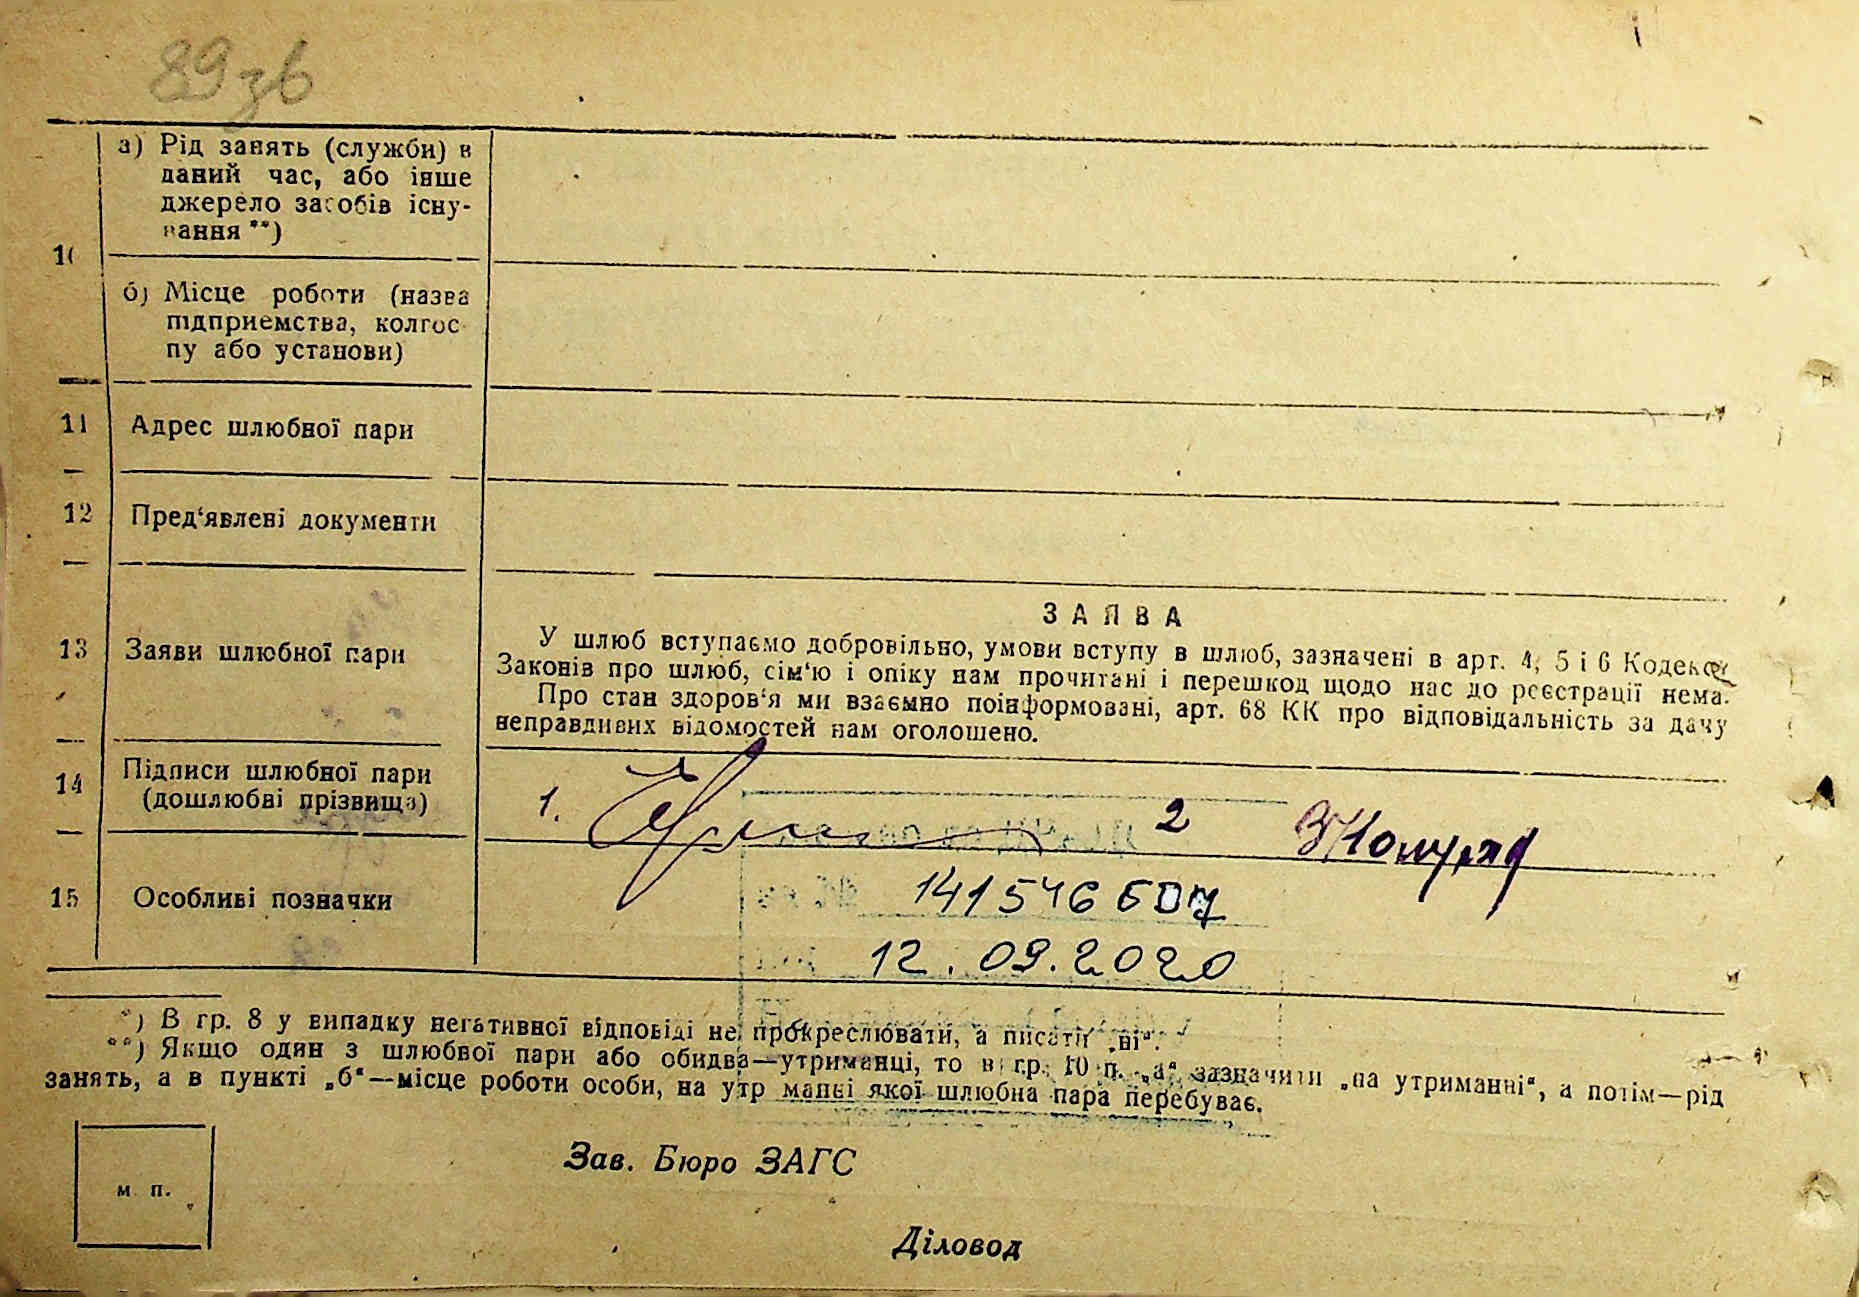 89зв
а) Рід занять (служби) в
даний час, або інше
джерело засобів існу-
вання **)
10
б) Місце роботи (назва
підприємства, колгос-
пу або установи)
11 Адрес шлюбної пари
12 Пред‘явлені документи
13 Заяви шлюбної пари
ЗАЯВА
У шлюб вступаємо добровільно, умови вступу в шлюб, зазначені в арт. 4, 5 і 6 Кодексу
Законів про шлюб, сім‘ю і опіку нам прочитані і перешкод щодо нас до реєстрації нема.
Про стан здоров‘я ми взаємно поінформовані, арт. 68 КК про відповідальність за дачу
неправдивих відомостей нам оголошено.
14 Підписи шлюбної пари
(дошлюбні прізвища)
1. 2
15 Особливі позначки
141546607
12.09.2020
*) В гр. 8 у випадку негативної відповіді не прокреслювати, а писати „ні“.
**) Якщо один з шлюбної пари або обидва—утриманці, то в гр. 10 п. „а“ зазначити „на утриманні“, а потім—рід
занять, а в пункті „б“—місце роботи особи, на утр манні якої шлюбна пара перебуває.
м п.
Зав. Бюро ЗАГС
Діловод